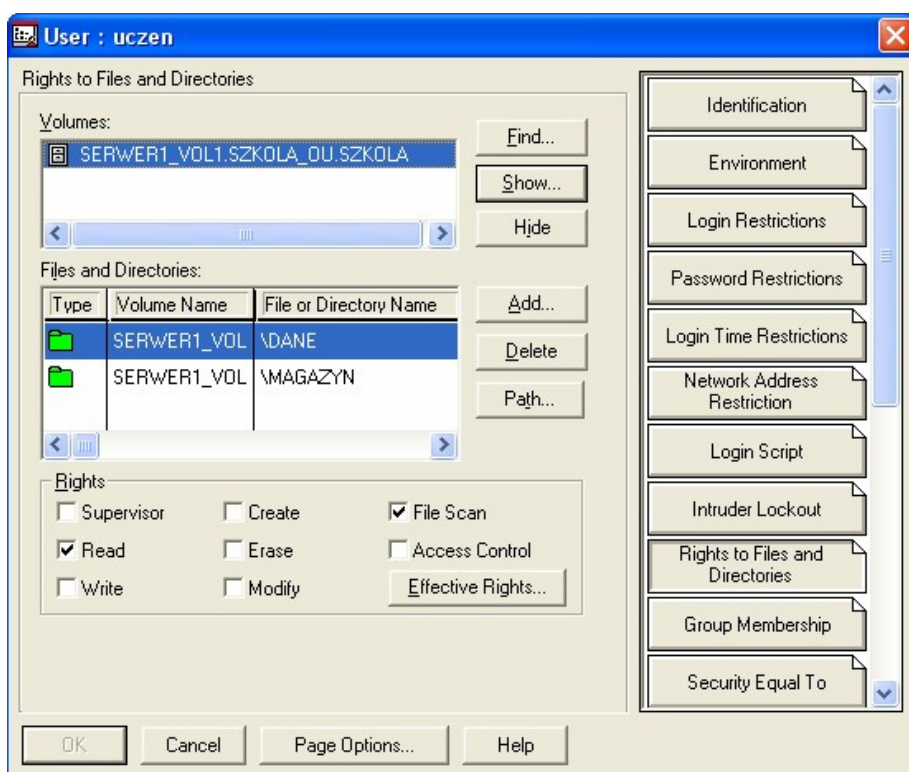 User : uczen
Rights to Files and Directories
Volumes:
SERWER1_VOL1.SZKOLA_OU.SZKOLA
Find...
Show...
Hide
Files and Directories:
Type Volume Name File or Directory Name
SERWER1_VOL \DANE
SERWER1_VOL \MAGAZYN
Add...
Delete
Path...
Rights
Supervisor Create File Scan
Read Erase Access Control
Write Modify Effective Rights...
Identification
Environment
Login Restrictions
Password Restrictions
Login Time Restrictions
Network Address
Restriction
Login Script
Intruder Lockout
Rights to Files and
Directories
Group Membership
Security Equal To
OK Cancel Page Options... Help